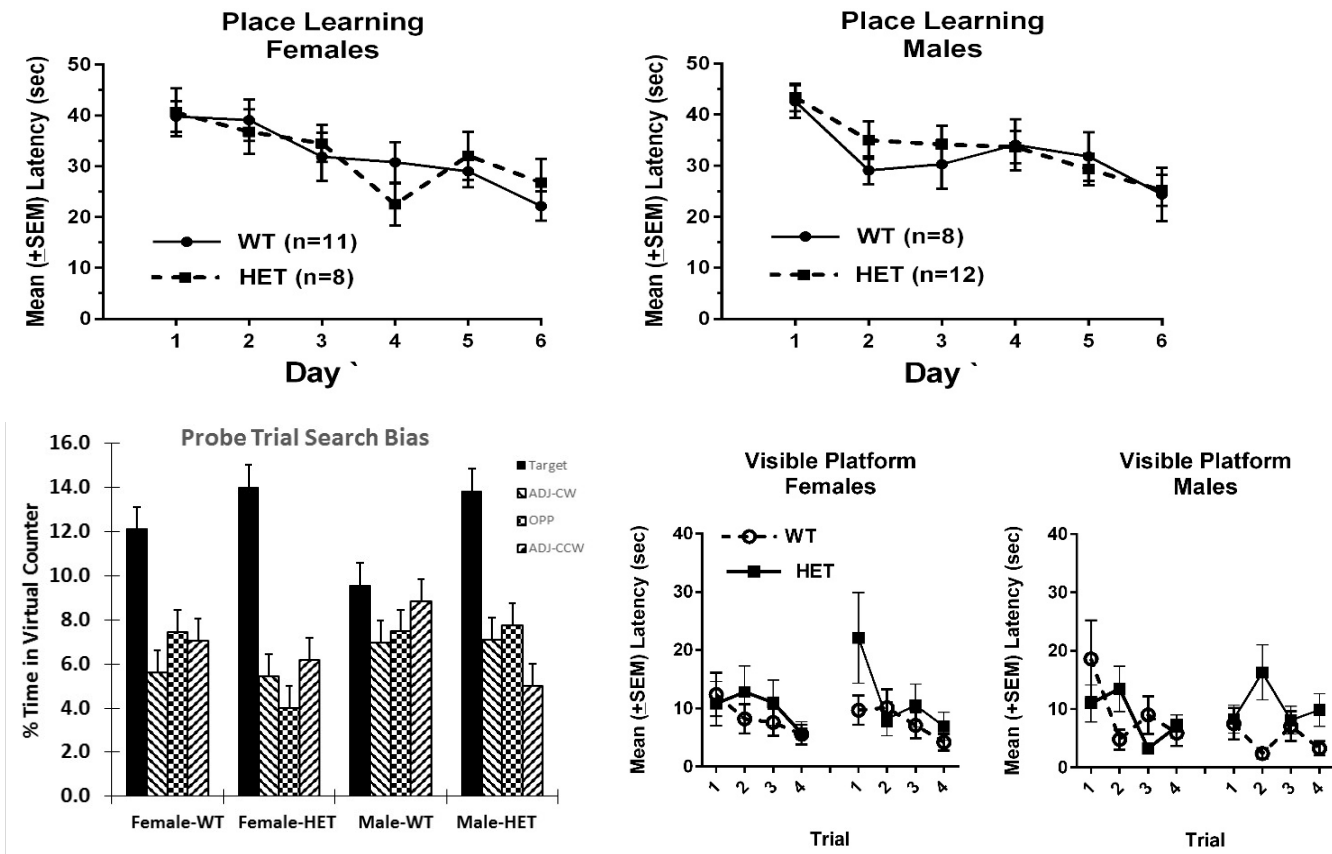 Place Learning
Females
Mean (±SEM) Latency (sec)
50
40
30
20
10
0
WT (n=11)
HET (n=8)
1 2 3 4 5 6
Day `
Place Learning
Males
Mean (±SEM) Latency (sec)
50
40
30
20
10
0
WT (n=8)
HET (n=12)
1 2 3 4 5 6
Day `
Probe Trial Search Bias
% Time in Virtual Counter
16.0
14.0
12.0
10.0
8.0
6.0
4.0
2.0
0.0
Target
ADJ-CW
OPP
ADJ-CCW
Female-WT Female-HET Male-WT Male-HET
Visible Platform
Females
Mean (±SEM) Latency (sec)
40
30
20
10
0
WT
HET
1 2 3 4 1 2 3 4
Trial
Visible Platform
Males
Mean (+SEM) Latency (sec)
40
30
20
10
0
1 2 3 4 1 2 3 4
Trial